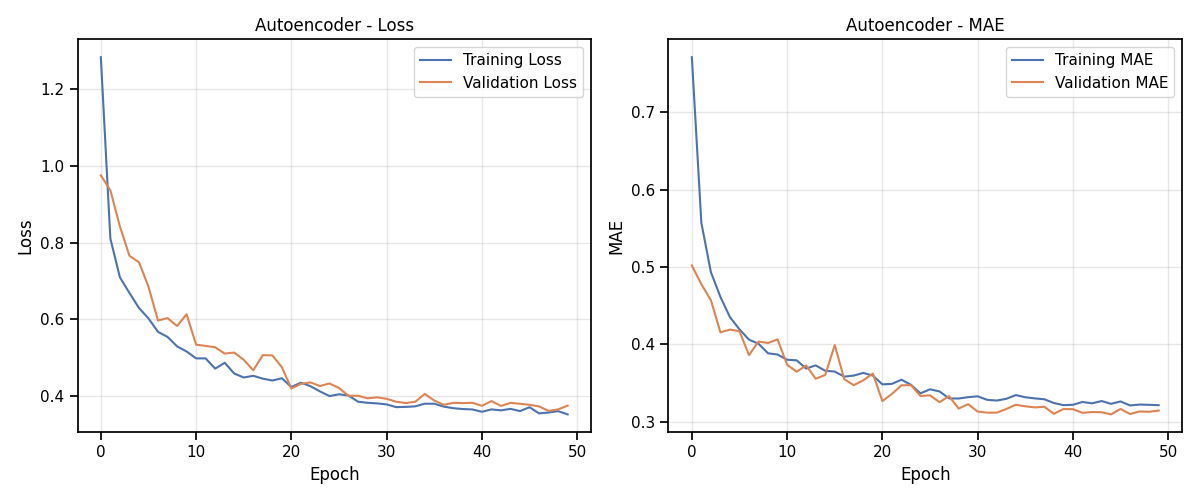 Autoencoder - Loss
Training Loss
Validation Loss
1.2
1.0
0.8
0.6
0.4
Loss
0
10
20
30
40
50
Epoch
Autoencoder - MAE
Training MAE
Validation MAE
0.7
0.6
0.5
0.4
0.3
MAE
0
10
20
30
40
50
Epoch